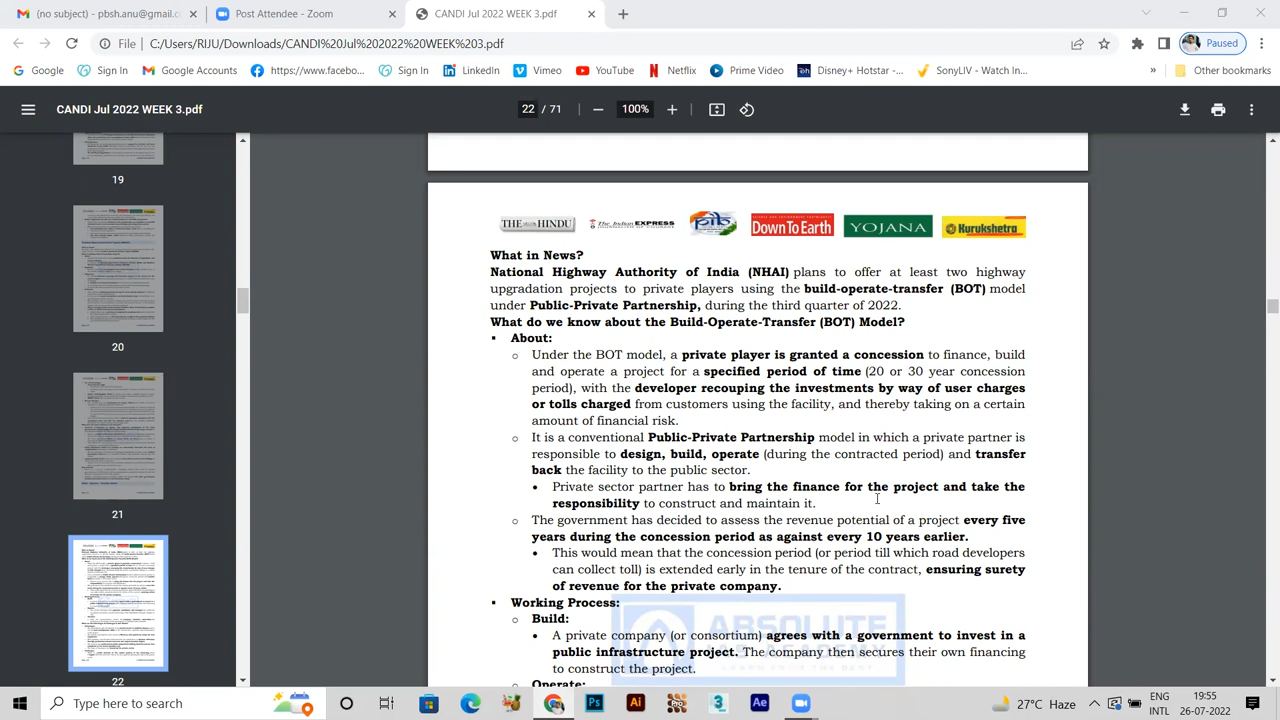 (no subject) - pbsh.anu@gmail.c
Post Attendee - Zoom
CANDI Jul 2022 WEEK 3.pdf
File
C:/Users/RIJU/Downloads/CANDI%20Jul%202022%20WEEK%203.pdf
Paused
Google
Sign In
Google Accounts
https://www.facebo...
Sign In
LinkedIn
Vimeo
YouTube
Netflix
Prime Video
Disney+ Hotstar -...
SonyLIV - Watch In...
»
Other bookmarks
CANDI Jul 2022 WEEK 3.pdf
22 / 71
100%
19
20
21
22
THE HINDU
The Indian EXPRESS
Down To Earth
YOJANA
Kurukshetra
What in News?
National Highway Authority of India (NHAI) plans to offer at least two highway
upgradation projects to private players using the build-operate-transfer (BOT) model
under Public-Private Partnership, during the third quarter of 2022.
What do we know about the Build-Operate-Transfer (BOT) Model?
▪ About:
o Under the BOT model, a private player is granted a concession to finance, build
and operate a project for a specified period of time (20 or 30 year concession
period), with the developer recouping the investments by way of user charges
or tolls charged from customers using the facility and thereby taking on a certain
amount of financial risk.
o It is conventional Public-Private Partnership model in which a private partner is
responsible to design, build, operate (during the contracted period) and transfer
back the facility to the public sector.
• Private sector partner has to bring the finance for the project and take the
responsibility to construct and maintain it.
o The government has decided to assess the revenue potential of a project every five
years during the concession period as against every 10 years earlier.
This would mean that the concession period (period till which road developers
can collect toll) is extended early in the tenure of the contract, ensuring surety
of revenue for the private company.
▪ Working Process:
o Build:
A private company (or consortium) agrees with a government to invest in a
public infrastructure project. The company then secures their own financing
to construct the project.
o Operate:
Type here to search
Ps
Ai
Pro
3
Ae
27°C Haze
ENG
INTL
19:55
26-07-2022